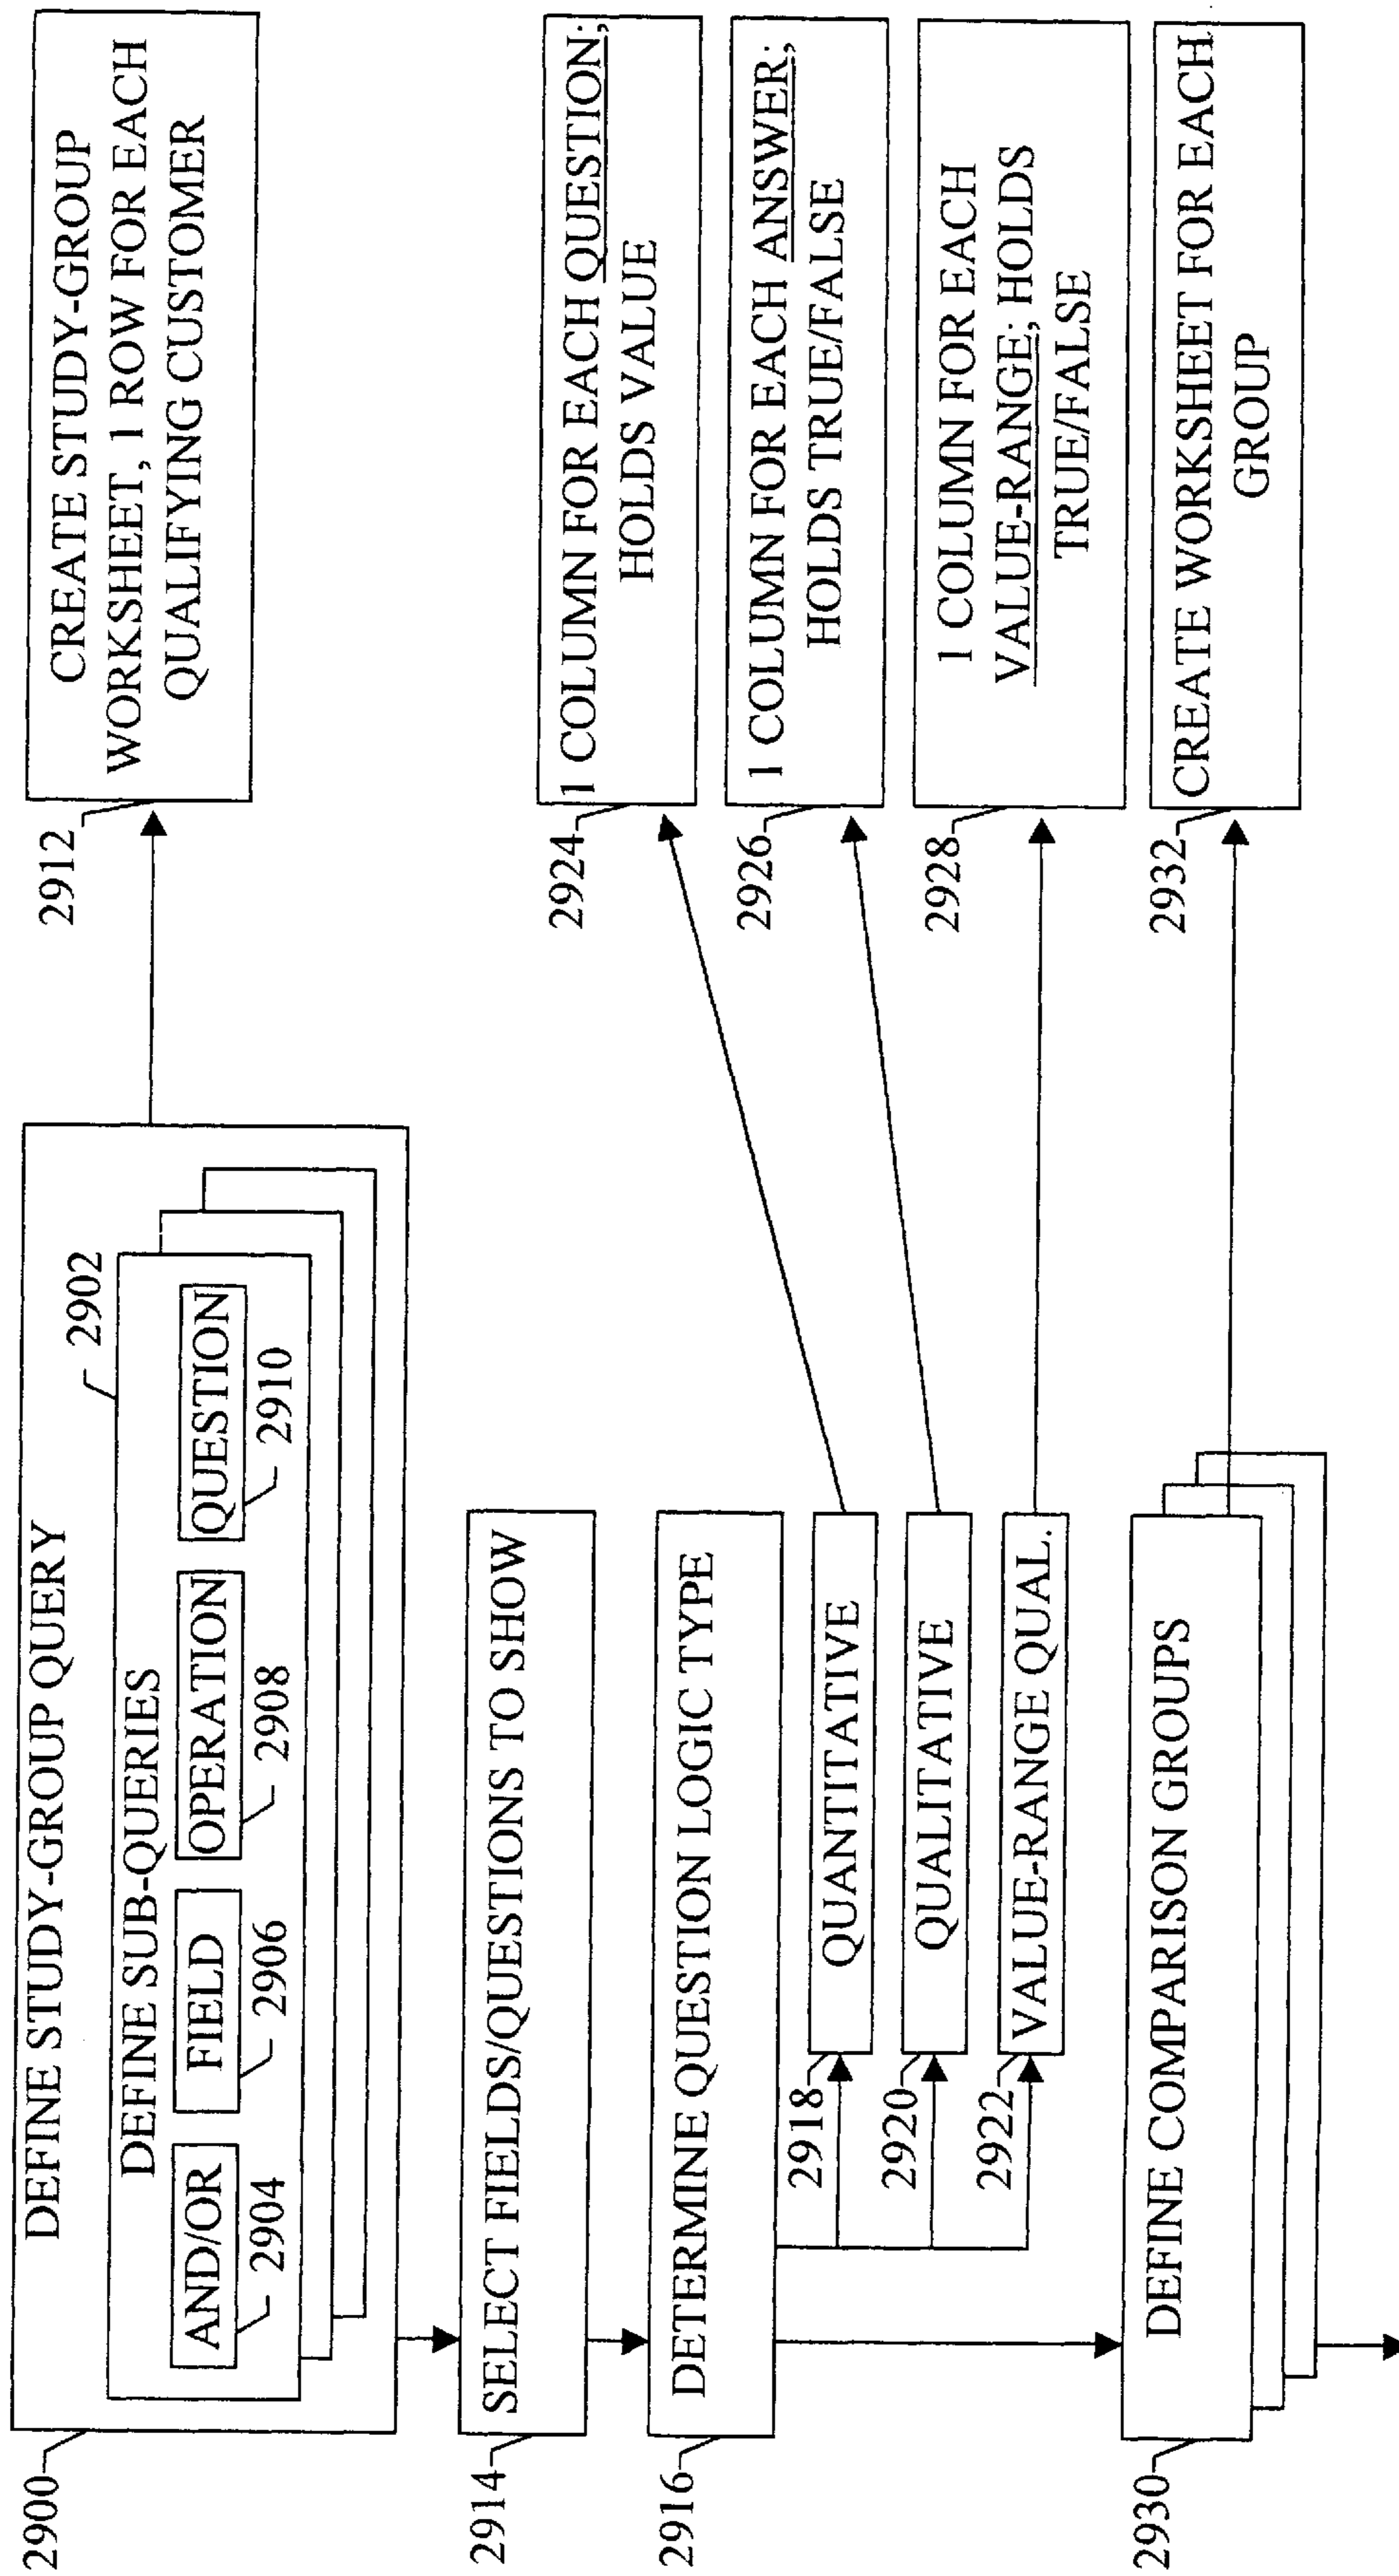 2900
DEFINE STUDY-GROUP QUERY
2902
DEFINE SUB-QUERIES
AND/OR
FIELD
OPERATION
QUESTION
2904
2906
2908
2910
2912
CREATE STUDY-GROUP
WORKSHEET, 1 ROW FOR EACH
QUALIFYING CUSTOMER
2914
SELECT FIELDS/QUESTIONS TO SHOW
2916
DETERMINE QUESTION LOGIC TYPE
2918
QUANTITATIVE
2920
QUALITATIVE
2922
VALUE-RANGE QUAL.
2924
1 COLUMN FOR EACH QUESTION;
HOLDS VALUE
2926
1 COLUMN FOR EACH ANSWER;
HOLDS TRUE/FALSE
2928
1 COLUMN FOR EACH
VALUE-RANGE; HOLDS
TRUE/FALSE
2930
DEFINE COMPARISON GROUPS
2932
CREATE WORKSHEET FOR EACH
GROUP